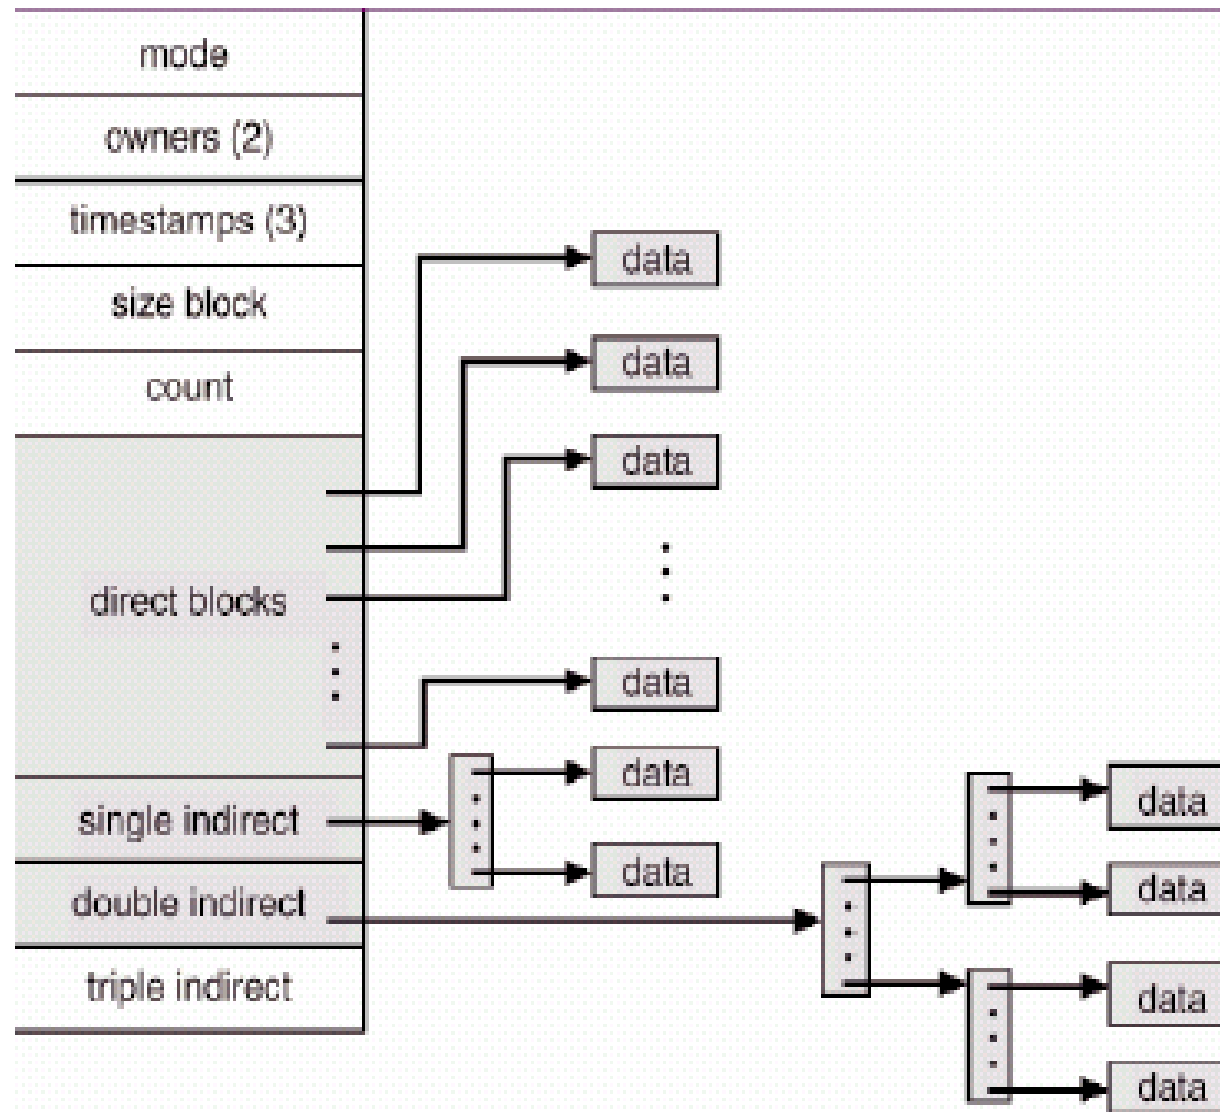 mode
owners (2)
timestamps (3)
size block
count
direct blocks
single indirect
double indirect
triple indirect
data
data
data
data
data
data
data
data
data
data